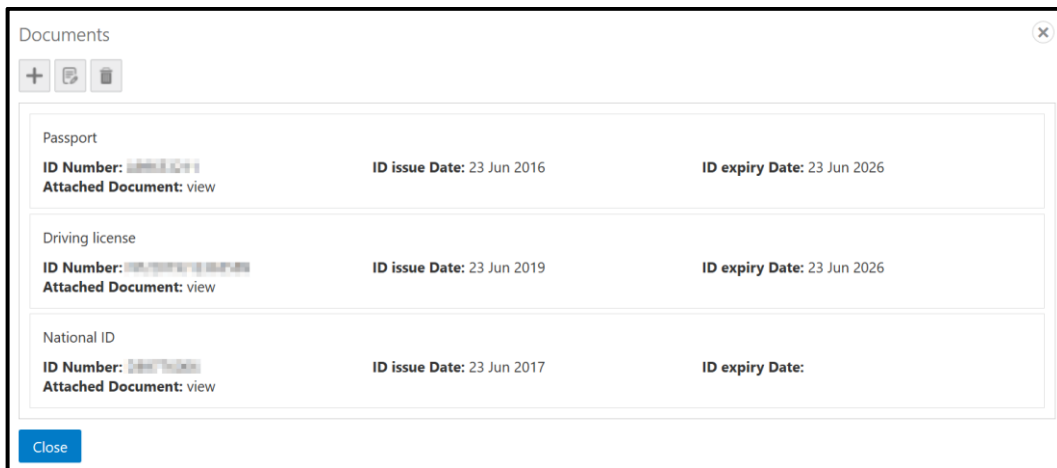 Documents
Passport
ID Number: ID issue Date: 23 Jun 2016 ID expiry Date: 23 Jun 2026
Attached Document: view
Driving license
ID Number: ID issue Date: 23 Jun 2019 ID expiry Date: 23 Jun 2026
Attached Document: view
National ID
ID Number: ID issue Date: 23 Jun 2017 ID expiry Date:
Attached Document: view
Close